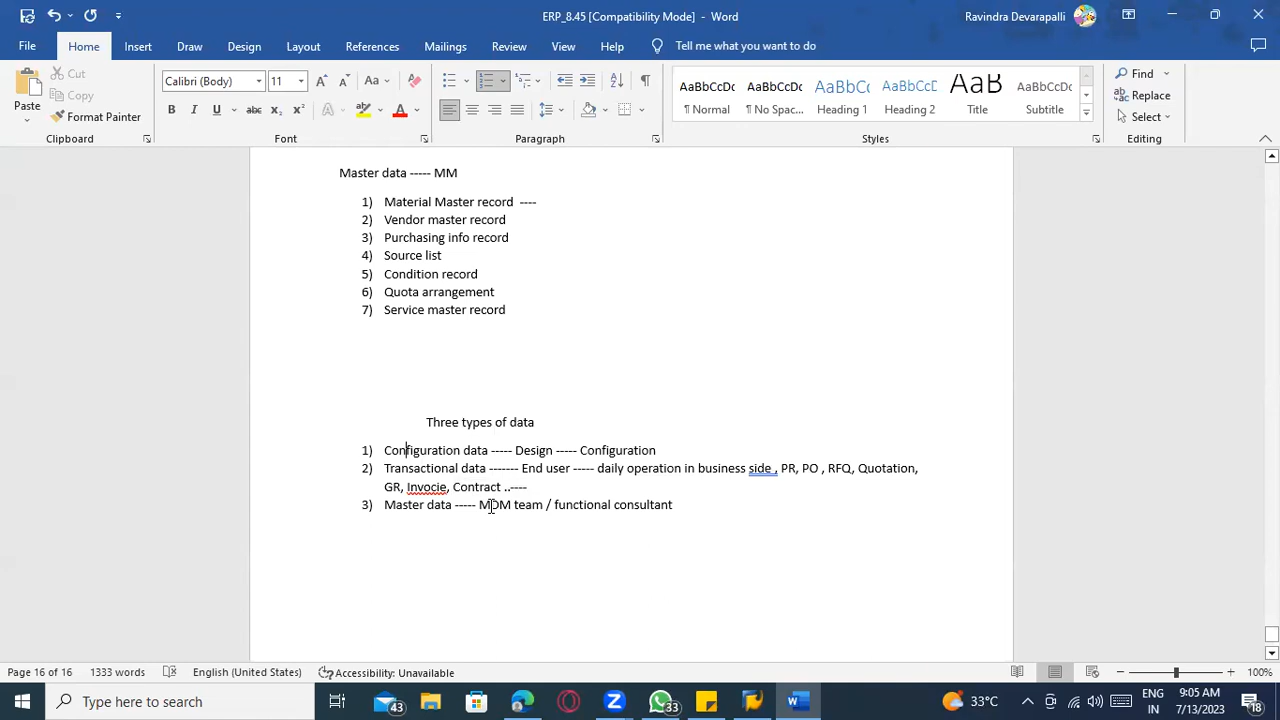 ERP_8.45 [Compatibility Mode] - Word
Ravindra Devarapalli
File Home Insert Draw Design Layout References Mailings Review View Help Tell me what you want to do
Paste
Cut
Copy
Format Painter
Clipboard
Calibri (Body) 11
Font
Paragraph
AaBbCcDc AaBbCcDc AaBbCc AaBbCcC AaB AaBbCcD
¶ Normal ¶ No Spac... Heading 1 Heading 2 Title Subtitle
Styles
Find
Replace
Select
Editing
Master data ----- MM
1) Material Master record ----
2) Vendor master record
3) Purchasing info record
4) Source list
5) Condition record
6) Quota arrangement
7) Service master record
Three types of data
1) Configuration data ----- Design ----- Configuration
2) Transactional data ------- End user ----- daily operation in business side , PR, PO , RFQ, Quotation,
GR, Invocie, Contract ..----
3) Master data ----- MDM team / functional consultant
Page 16 of 16 1333 words English (United States) Accessibility: Unavailable 100%
Type here to search
43
33
33°C
ENG
IN
9:05 AM
7/13/2023
18